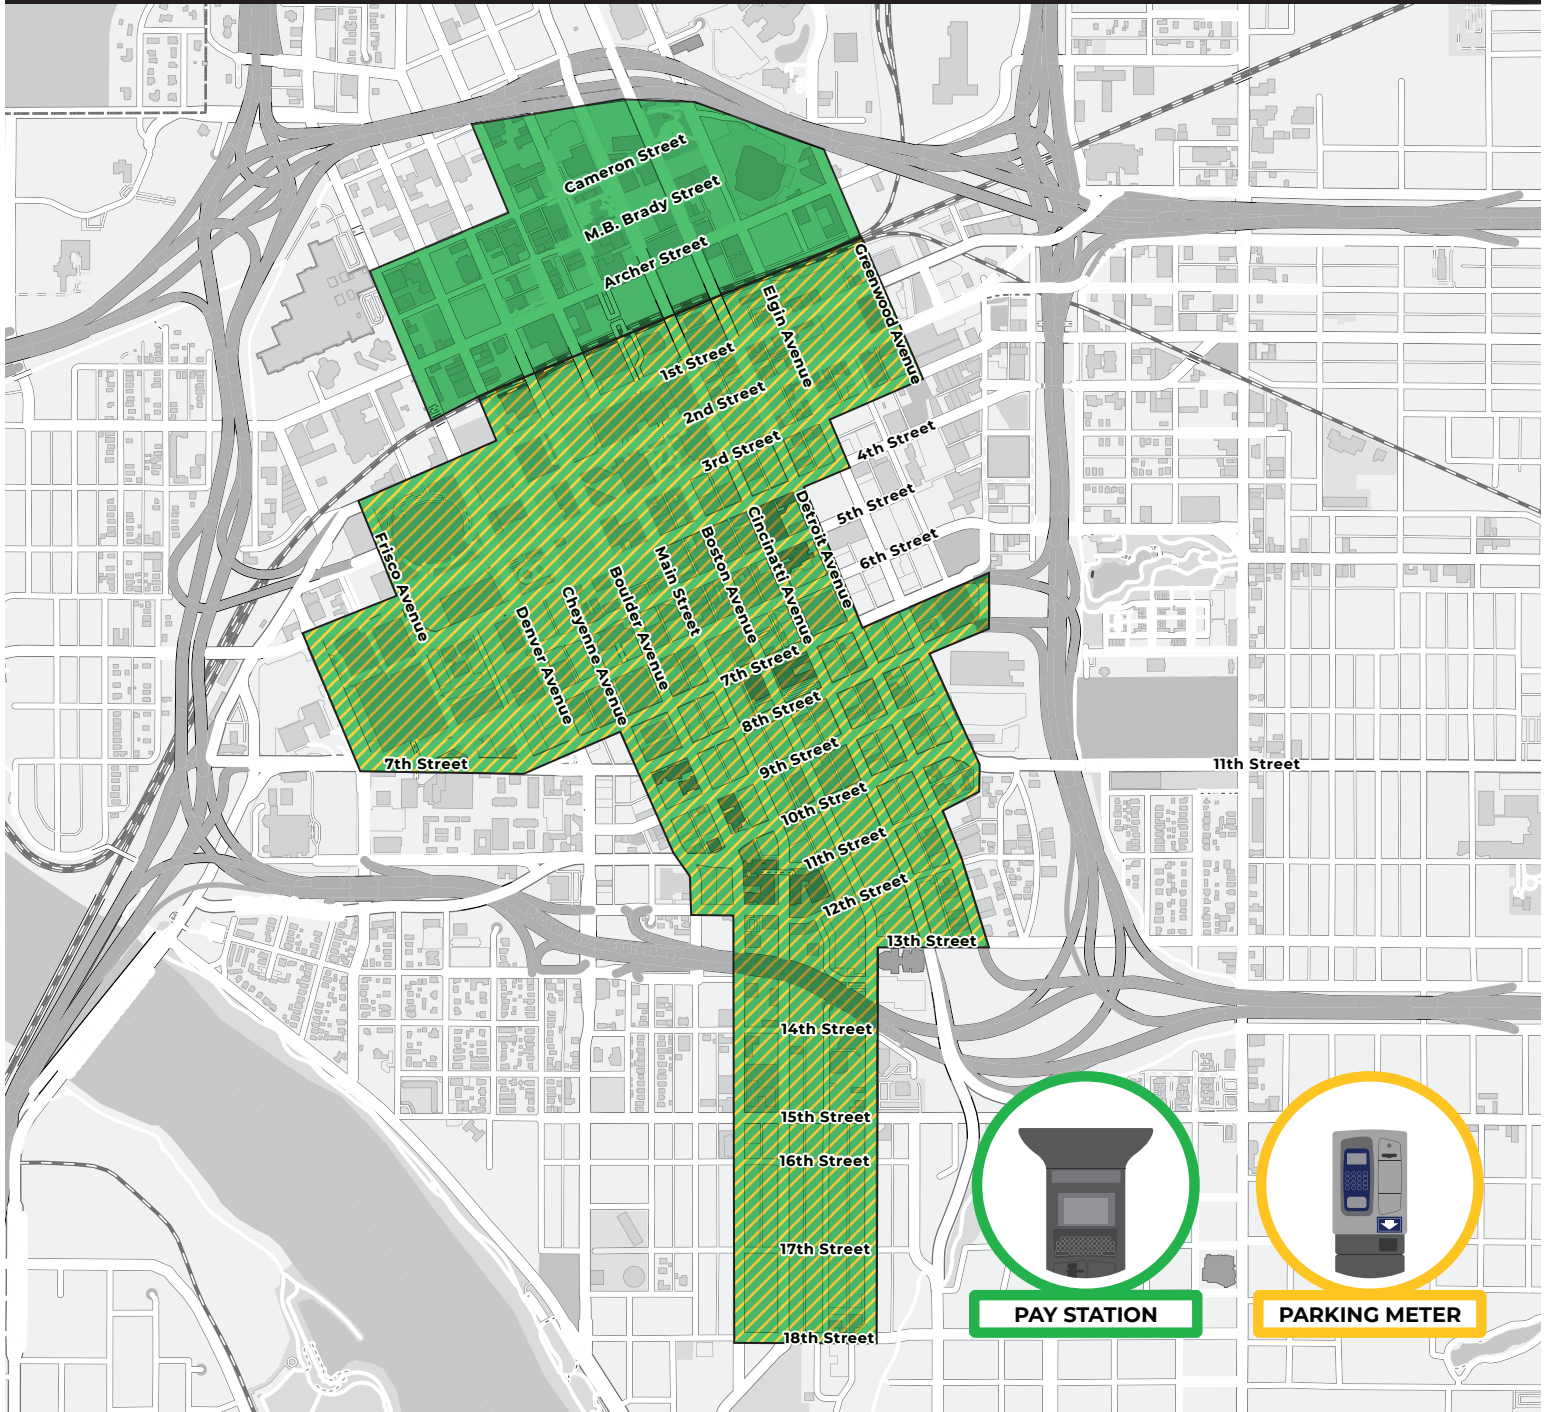 Cameron Street
M.B. Brady Street
Archer Street
Greenwood Avenue
Elgin Avenue
1st Street
2nd Street
3rd Street
4th Street
5th Street
6th Street
Detroit Avenue
Cincinatti Avenue
Boston Avenue
Main Street
Boulder Avenue
Cheyenne Avenue
Denver Avenue
Frisco Avenue
7th Street
8th Street
9th Street
7th Street
11th Street
10th Street
11th Street
12th Street
13th Street
14th Street
15th Street
16th Street
17th Street
18th Street
PAY STATION
PARKING METER